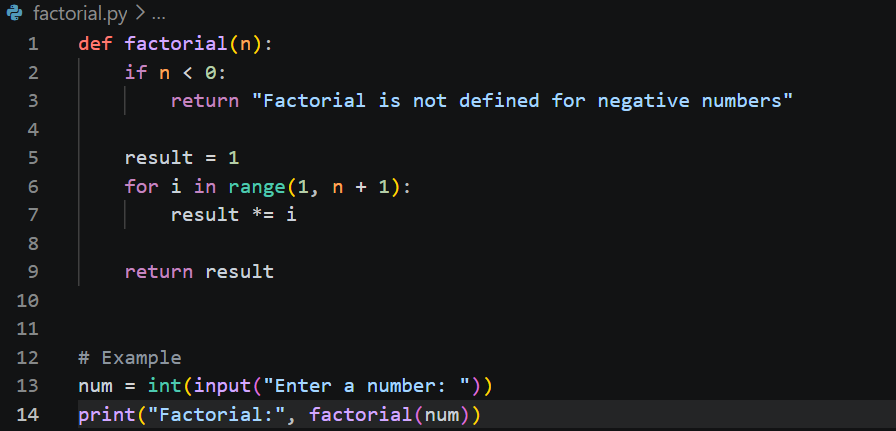 factorial.py > ...
1 def factorial(n):
2     if n < 0:
3         return "Factorial is not defined for negative numbers"
4
5     result = 1
6     for i in range(1, n + 1):
7         result *= i
8
9     return result
10
11
12 # Example
13 num = int(input("Enter a number: "))
14 print("Factorial:", factorial(num))